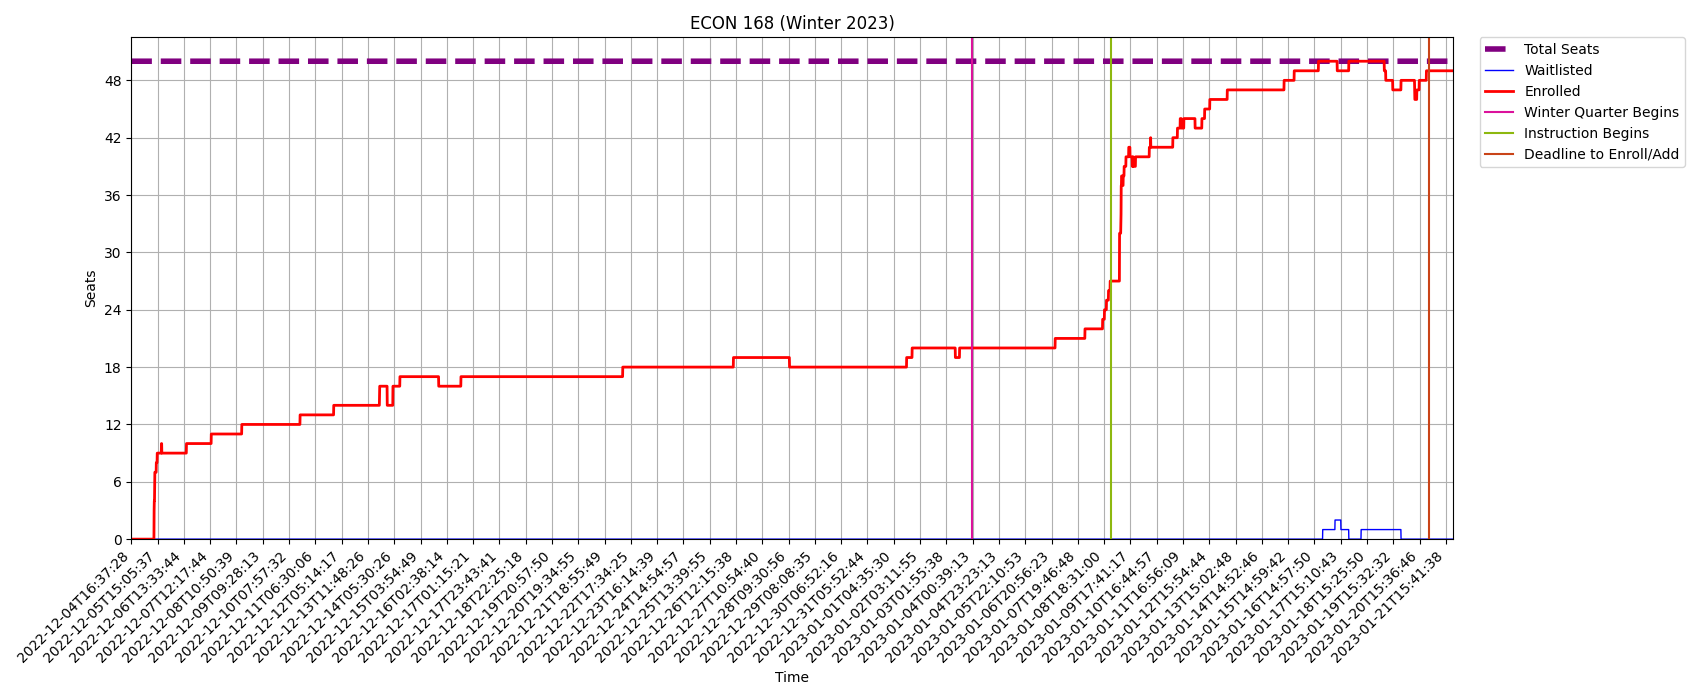 ECON 168 (Winter 2023)
Total Seats
Waitlisted
Enrolled
Winter Quarter Begins
Instruction Begins
Deadline to Enroll/Add
Seats
48
42
36
30
24
18
12
6
0
2022-12-04T16:37:28
2022-12-05T15:05:37
2022-12-06T13:33:44
2022-12-07T12:17:44
2022-12-08T10:50:39
2022-12-09T09:28:13
2022-12-10T07:57:32
2022-12-11T06:30:06
2022-12-12T05:14:17
2022-12-13T11:48:26
2022-12-14T05:30:26
2022-12-15T03:54:49
2022-12-16T02:38:14
2022-12-17T01:15:21
2022-12-17T23:43:41
2022-12-18T22:25:18
2022-12-19T20:57:50
2022-12-20T19:34:55
2022-12-21T18:55:49
2022-12-22T17:34:25
2022-12-23T16:14:39
2022-12-24T14:54:57
2022-12-25T13:39:55
2022-12-26T12:15:38
2022-12-27T10:54:40
2022-12-28T09:30:56
2022-12-29T08:08:35
2022-12-30T06:52:16
2022-12-31T05:52:44
2023-01-01T04:35:30
2023-01-02T03:11:55
2023-01-03T01:55:38
2023-01-04T00:39:13
2023-01-04T23:23:13
2023-01-05T22:10:53
2023-01-06T20:56:23
2023-01-07T19:46:48
2023-01-08T18:31:00
2023-01-09T17:41:17
2023-01-10T16:44:57
2023-01-11T16:56:09
2023-01-12T15:54:44
2023-01-13T15:02:48
2023-01-14T14:52:46
2023-01-15T14:59:42
2023-01-16T14:57:50
2023-01-17T15:10:43
2023-01-18T15:25:50
2023-01-19T15:32:32
2023-01-20T15:36:46
2023-01-21T15:41:38
Time